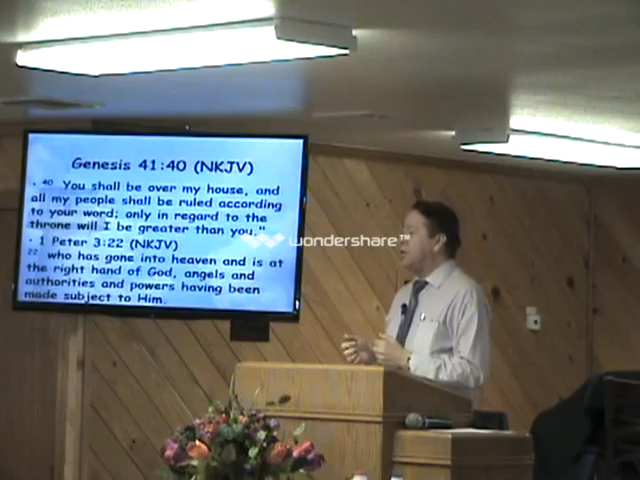 Genesis 41:40 (NKJV)
• 40 You shall be over my house, and
all my people shall be ruled according
to your word; only in regard to the
throne will I be greater than you."
• 1 Peter 3:22 (NKJV)
22 who has gone into heaven and is at
the right hand of God, angels and
authorities and powers having been
made subject to Him.
wondershare™